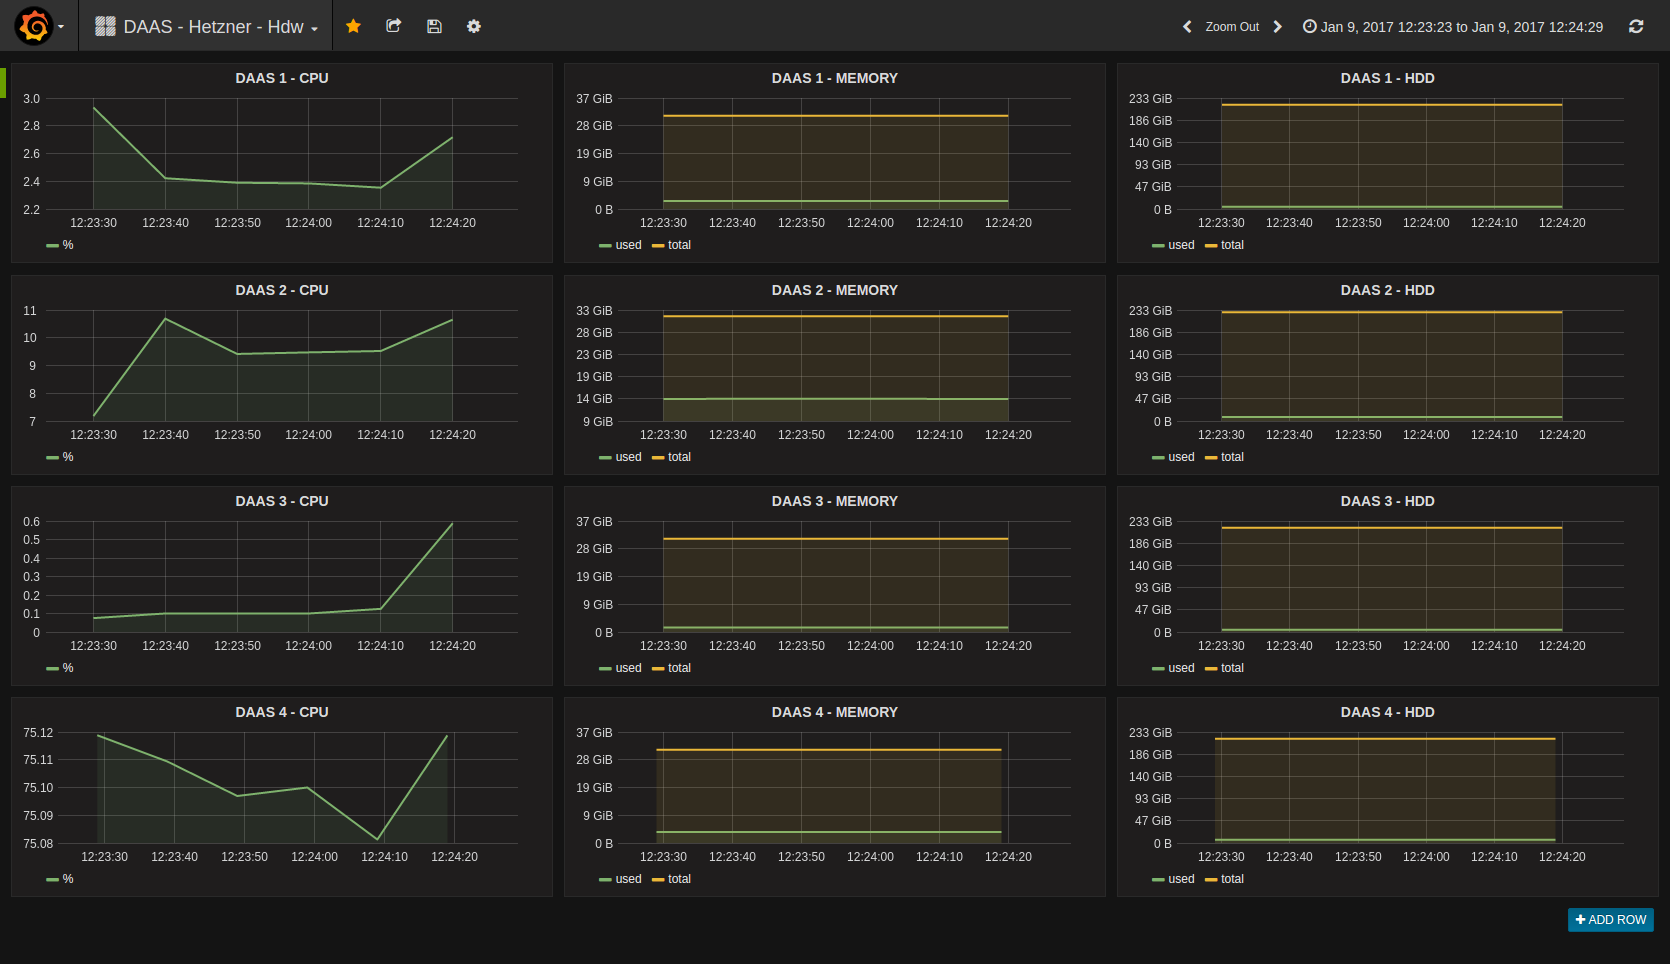 DAAS - Hetzner - Hdw
Zoom Out
Jan 9, 2017 12:23:23 to Jan 9, 2017 12:24:29
DAAS 1 - CPU
3.0
2.8
2.6
2.4
2.2
12:23:30 12:23:40 12:23:50 12:24:00 12:24:10 12:24:20
%
DAAS 1 - MEMORY
37 GiB
28 GiB
19 GiB
9 GiB
0 B
12:23:30 12:23:40 12:23:50 12:24:00 12:24:10 12:24:20
used total
DAAS 1 - HDD
233 GiB
186 GiB
140 GiB
93 GiB
47 GiB
0 B
12:23:30 12:23:40 12:23:50 12:24:00 12:24:10 12:24:20
used total
DAAS 2 - CPU
11
10
9
8
7
12:23:30 12:23:40 12:23:50 12:24:00 12:24:10 12:24:20
%
DAAS 2 - MEMORY
33 GiB
28 GiB
23 GiB
19 GiB
14 GiB
9 GiB
12:23:30 12:23:40 12:23:50 12:24:00 12:24:10 12:24:20
used total
DAAS 2 - HDD
233 GiB
186 GiB
140 GiB
93 GiB
47 GiB
0 B
12:23:30 12:23:40 12:23:50 12:24:00 12:24:10 12:24:20
used total
DAAS 3 - CPU
0.6
0.5
0.4
0.3
0.2
0.1
0
12:23:30 12:23:40 12:23:50 12:24:00 12:24:10 12:24:20
%
DAAS 3 - MEMORY
37 GiB
28 GiB
19 GiB
9 GiB
0 B
12:23:30 12:23:40 12:23:50 12:24:00 12:24:10 12:24:20
used total
DAAS 3 - HDD
233 GiB
186 GiB
140 GiB
93 GiB
47 GiB
0 B
12:23:30 12:23:40 12:23:50 12:24:00 12:24:10 12:24:20
used total
DAAS 4 - CPU
75.12
75.11
75.10
75.09
75.08
12:23:30 12:23:40 12:23:50 12:24:00 12:24:10 12:24:20
%
DAAS 4 - MEMORY
37 GiB
28 GiB
19 GiB
9 GiB
0 B
12:23:30 12:23:40 12:23:50 12:24:00 12:24:10 12:24:20
used total
DAAS 4 - HDD
233 GiB
186 GiB
140 GiB
93 GiB
47 GiB
0 B
12:23:30 12:23:40 12:23:50 12:24:00 12:24:10 12:24:20
used total
ADD ROW